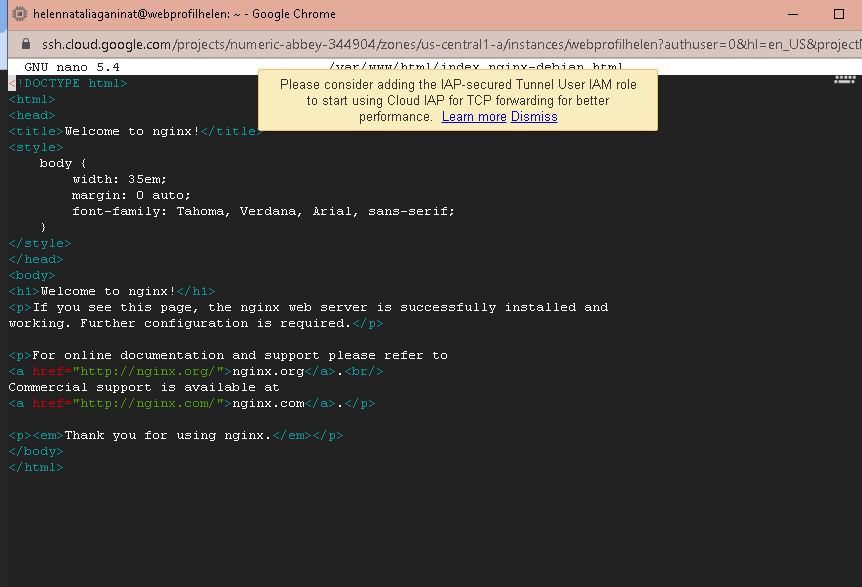 helennataliaganinat@webprofilhelen: ~ - Google Chrome
ssh.cloud.google.com/projects/numeric-abbey-344904/zones/us-central1-a/instances/webprofilhelen?authuser=0&hl=en_US&project
GNU nano 5.4 /var/www/html/index.nginx-debian.html
Please consider adding the IAP-secured Tunnel User IAM role
to start using Cloud IAP for TCP forwarding for better
performance. Learn more Dismiss
<!DOCTYPE html>
<html>
<head>
<title>Welcome to nginx!</title>
<style>
    body {
        width: 35em;
        margin: 0 auto;
        font-family: Tahoma, Verdana, Arial, sans-serif;
    }
</style>
</head>
<body>
<h1>Welcome to nginx!</h1>
<p>If you see this page, the nginx web server is successfully installed and
working. Further configuration is required.</p>
<p>For online documentation and support please refer to
<a href="http://nginx.org/">nginx.org</a>.<br/>
Commercial support is available at
<a href="http://nginx.com/">nginx.com</a>.</p>
<p><em>Thank you for using nginx.</em></p>
</body>
</html>